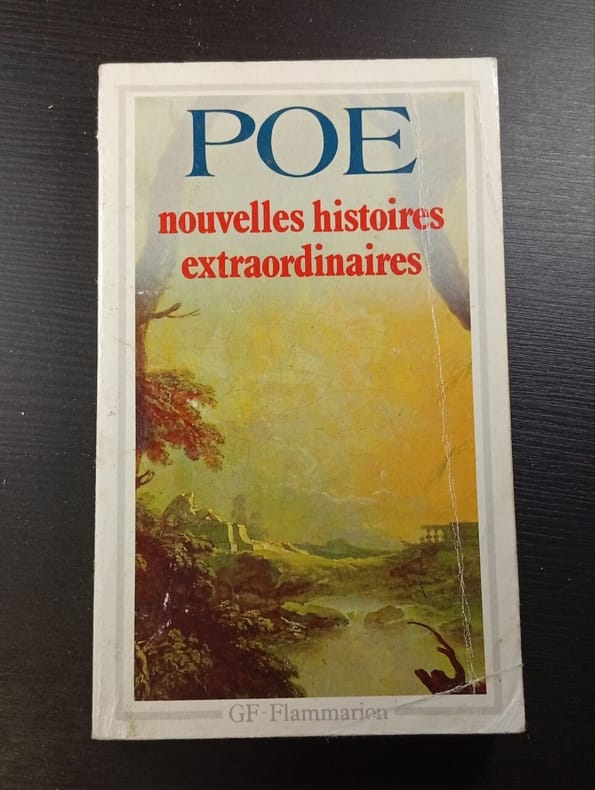 POE
nouvelles histoires
extraordinaires
GF-Flammarion